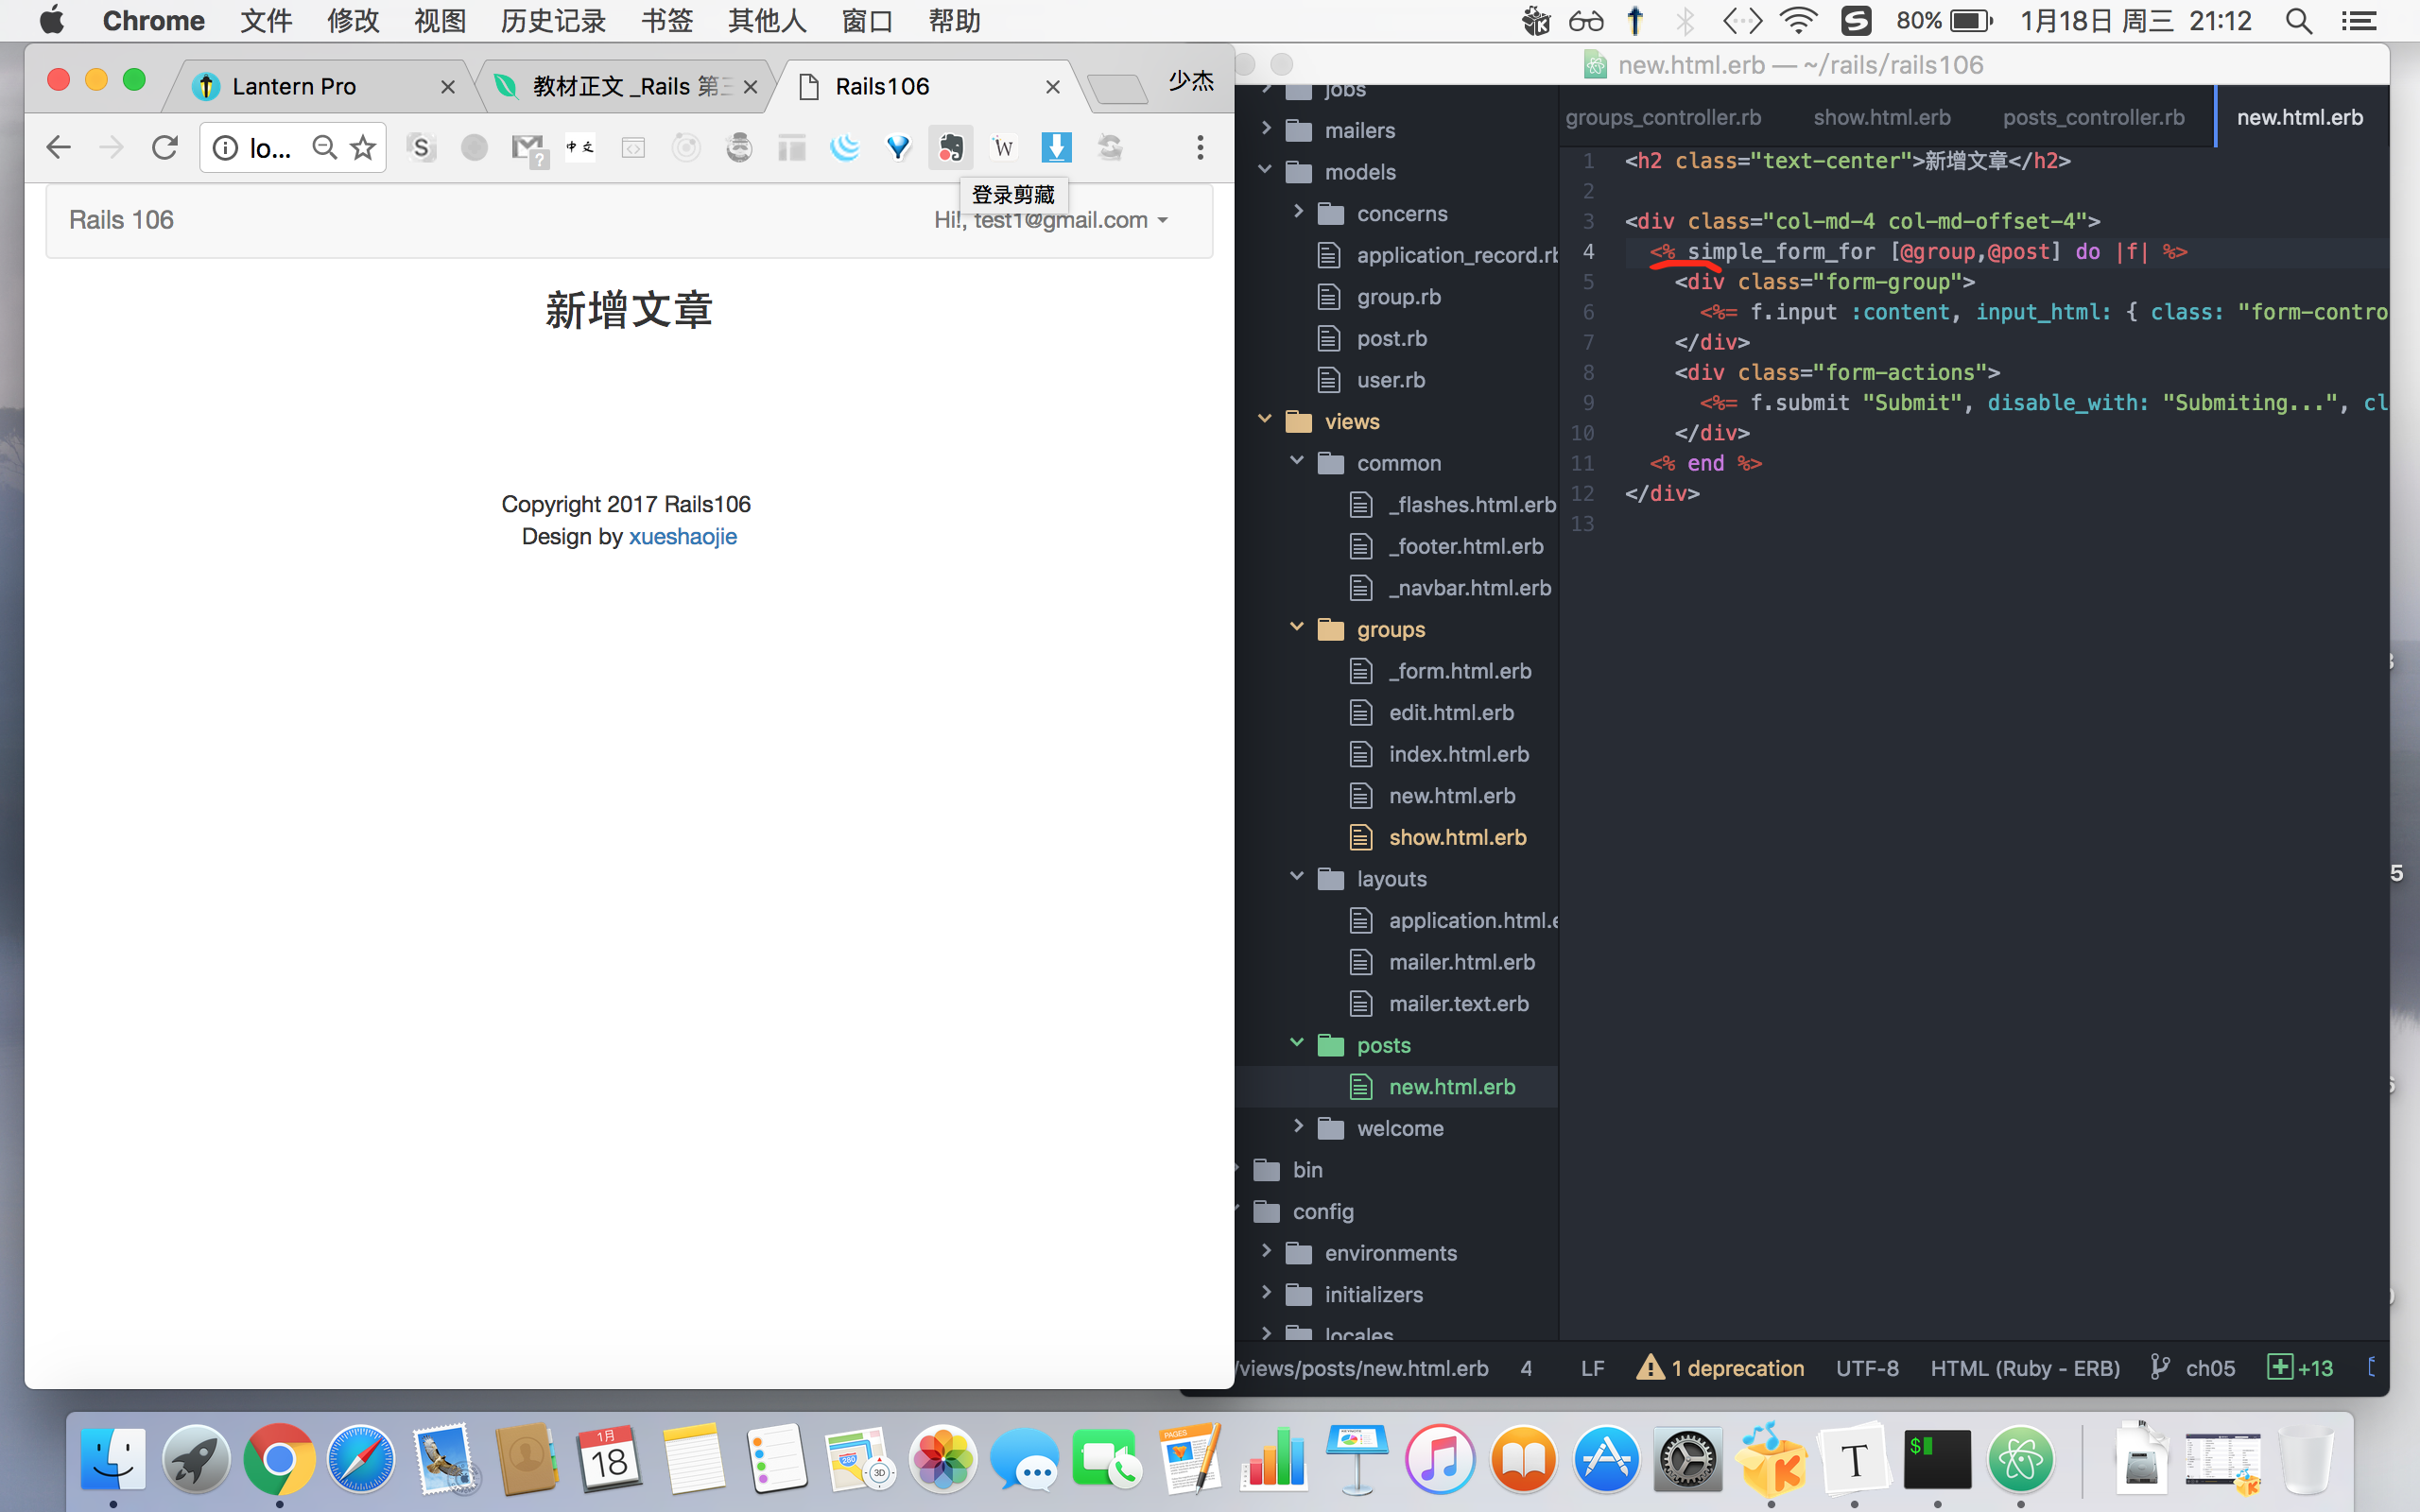 Chrome 文件 修改 视图 历史记录 书签 其他人 窗口 帮助 80% 1月18日 周三 21:12
Lantern Pro
教材正文 _Rails 第
Rails106
少杰
lo...
登录剪藏
Rails 106
Hi!, test1@gmail.com
新增文章
Copyright 2017 Rails106
Design by xueshaojie
new.html.erb — ~/rails/rails106
jobs
mailers
models
concerns
application_record.rb
group.rb
post.rb
user.rb
views
common
_flashes.html.erb
_footer.html.erb
_navbar.html.erb
groups
_form.html.erb
edit.html.erb
index.html.erb
new.html.erb
show.html.erb
layouts
application.html.e
mailer.html.erb
mailer.text.erb
posts
new.html.erb
welcome
bin
config
environments
initializers
locales
groups_controller.rb show.html.erb posts_controller.rb new.html.erb
1 <h2 class="text-center">新增文章</h2>
2
3 <div class="col-md-4 col-md-offset-4">
4 <% simple_form_for [@group,@post] do |f| %>
5 <div class="form-group">
6 <%= f.input :content, input_html: { class: "form-contro
7 </div>
8 <div class="form-actions">
9 <%= f.submit "Submit", disable_with: "Submiting...", cl
10 </div>
11 <% end %>
12 </div>
13
/views/posts/new.html.erb 4 LF 1 deprecation UTF-8 HTML (Ruby - ERB) ch05 +13
1月
18
280
3D
PAGES
K
T
$